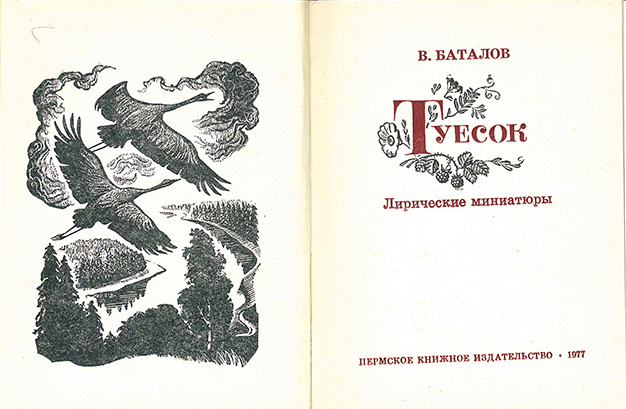 В. БАТАЛОВ
ТУЕСОК
Лирические миниатюры
ПЕРМСКОЕ КНИЖНОЕ ИЗДАТЕЛЬСТВО • 1977